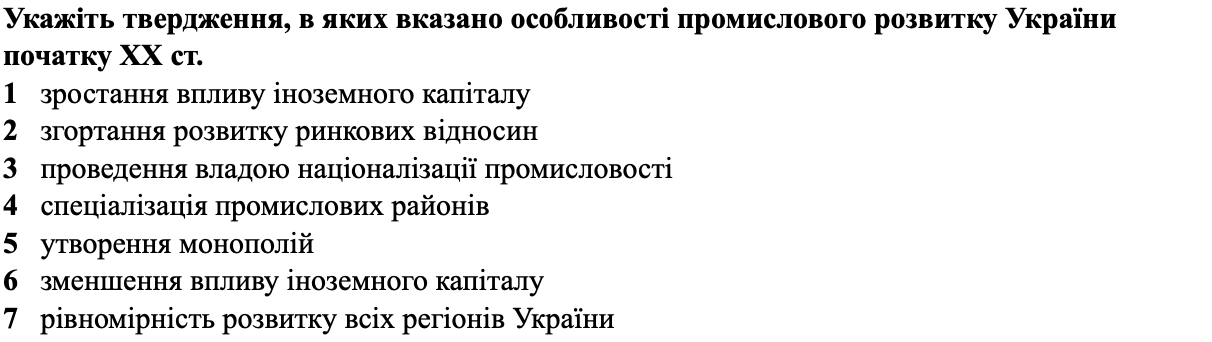 Укажіть твердження, в яких вказано особливості промислового розвитку України
початку ХХ ст.
1 зростання впливу іноземного капіталу
2 згортання розвитку ринкових відносин
3 проведення владою націоналізації промисловості
4 спеціалізація промислових районів
5 утворення монополій
6 зменшення впливу іноземного капіталу
7 рівномірність розвитку всіх регіонів України